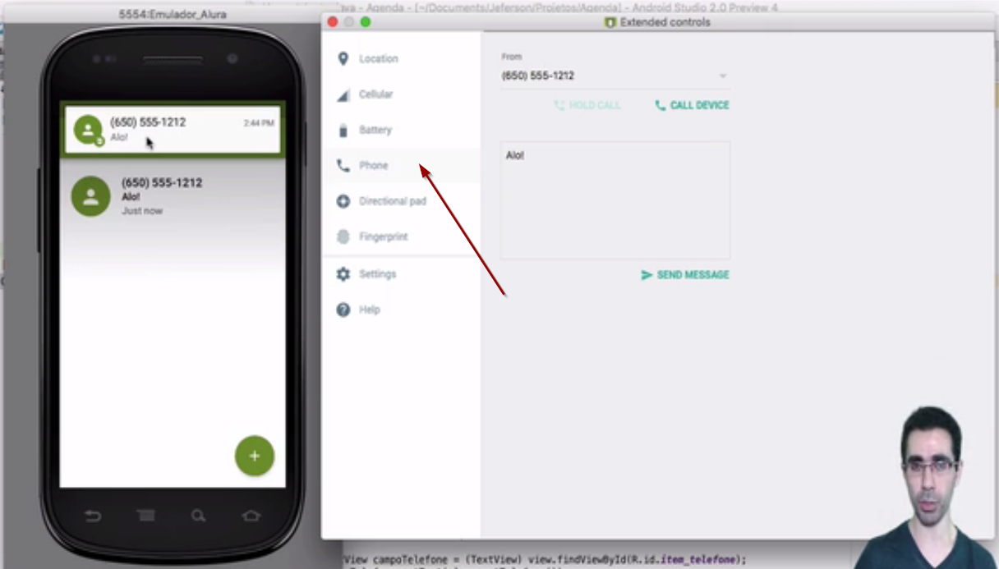 5554:Emulador_Alura
Agenda - [~/Documents/Jeferson/Projetos/Agenda] - Android Studio 2.0 Preview 4
Extended controls
(650) 555-1212
2:44 PM
Alo!
(650) 555-1212
Alo!
Just now
+
Location
Cellular
Battery
Phone
Directional pad
Fingerprint
Settings
Help
From
(650) 555-1212
HOLD CALL
CALL DEVICE
Alo!
SEND MESSAGE
View campoTelefone = (TextView) view.findViewById(R.id.item_telefone);